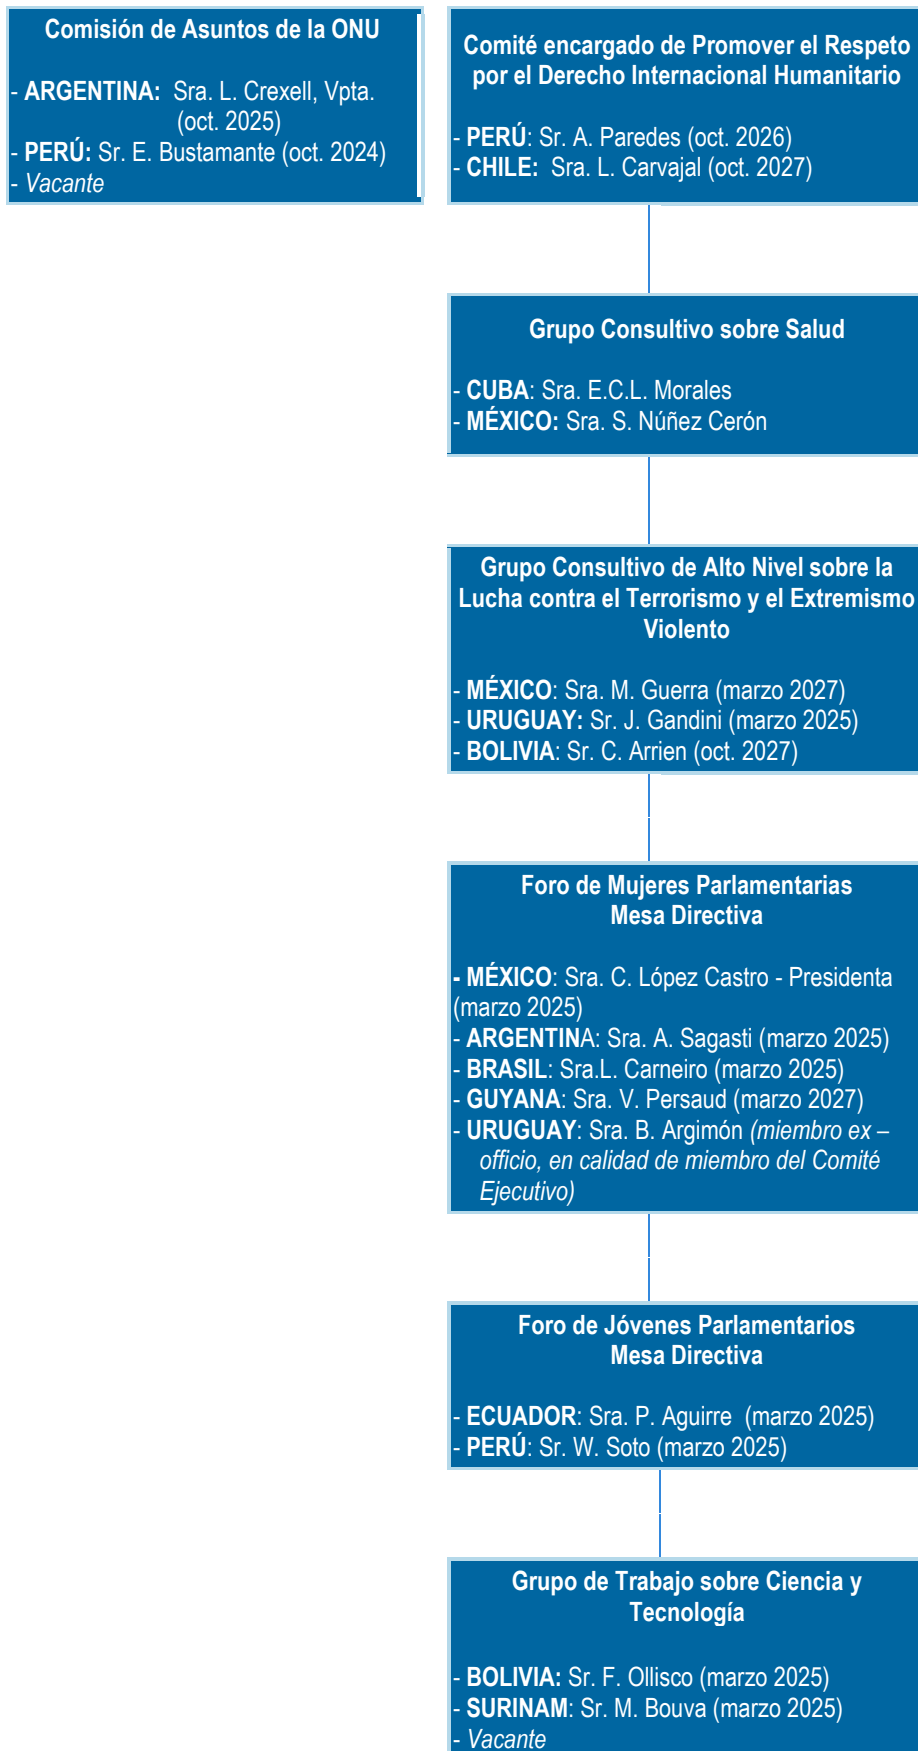 Comisión de Asuntos de la ONU
- ARGENTINA: Sra. L. Crexell, Vpta.
(oct. 2025)
- PERÚ: Sr. E. Bustamante (oct. 2024)
- Vacante
Comité encargado de Promover el Respeto
por el Derecho Internacional Humanitario
- PERÚ: Sr. A. Paredes (oct. 2026)
- CHILE: Sra. L. Carvajal (oct. 2027)
Grupo Consultivo sobre Salud
- CUBA: Sra. E.C.L. Morales
- MÉXICO: Sra. S. Núñez Cerón
Grupo Consultivo de Alto Nivel sobre la
Lucha contra el Terrorismo y el Extremismo
Violento
- MÉXICO: Sra. M. Guerra (marzo 2027)
- URUGUAY: Sr. J. Gandini (marzo 2025)
- BOLIVIA: Sr. C. Arrien (oct. 2027)
Foro de Mujeres Parlamentarias
Mesa Directiva
- MÉXICO: Sra. C. López Castro - Presidenta
(marzo 2025)
- ARGENTINA: Sra. A. Sagasti (marzo 2025)
- BRASIL: Sra.L. Carneiro (marzo 2025)
- GUYANA: Sra. V. Persaud (marzo 2027)
- URUGUAY: Sra. B. Argimón (miembro ex –
officio, en calidad de miembro del Comité
Ejecutivo)
Foro de Jóvenes Parlamentarios
Mesa Directiva
- ECUADOR: Sra. P. Aguirre (marzo 2025)
- PERÚ: Sr. W. Soto (marzo 2025)
Grupo de Trabajo sobre Ciencia y
Tecnología
- BOLIVIA: Sr. F. Ollisco (marzo 2025)
- SURINAM: Sr. M. Bouva (marzo 2025)
- Vacante